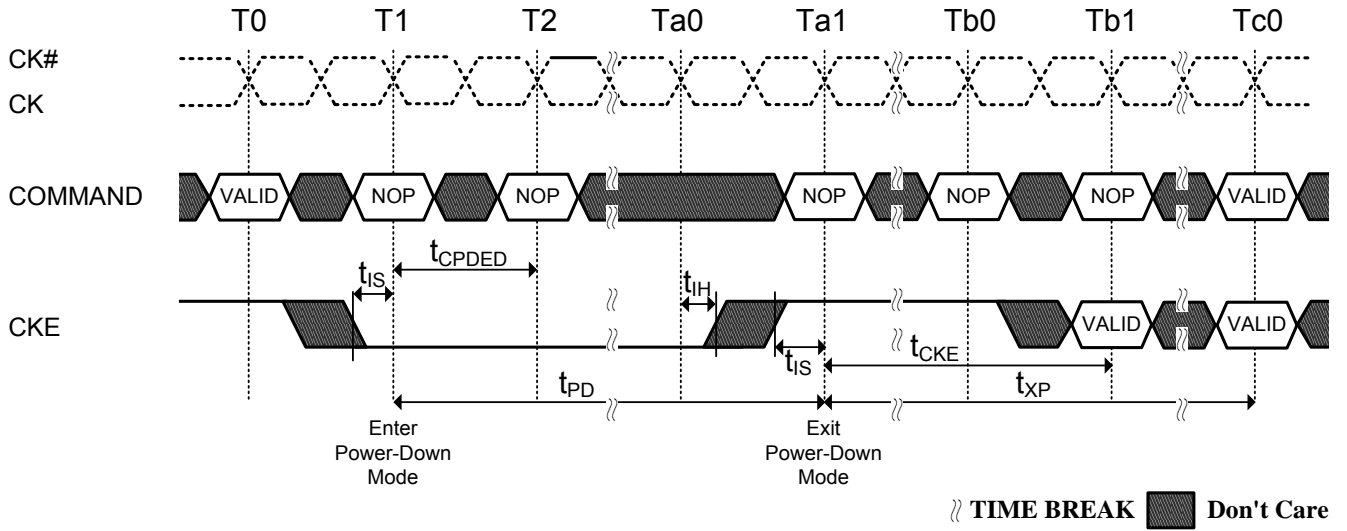 T0 T1 T2 Ta0 Ta1 Tb0 Tb1 Tc0
CK#
CK
COMMAND VALID NOP NOP NOP NOP NOP VALID
tIS tCPDED tIH
CKE VALID VALID
tIS tCKE
tPD tXP
Enter
Power-Down
Mode
Exit
Power-Down
Mode
TIME BREAK Don't Care